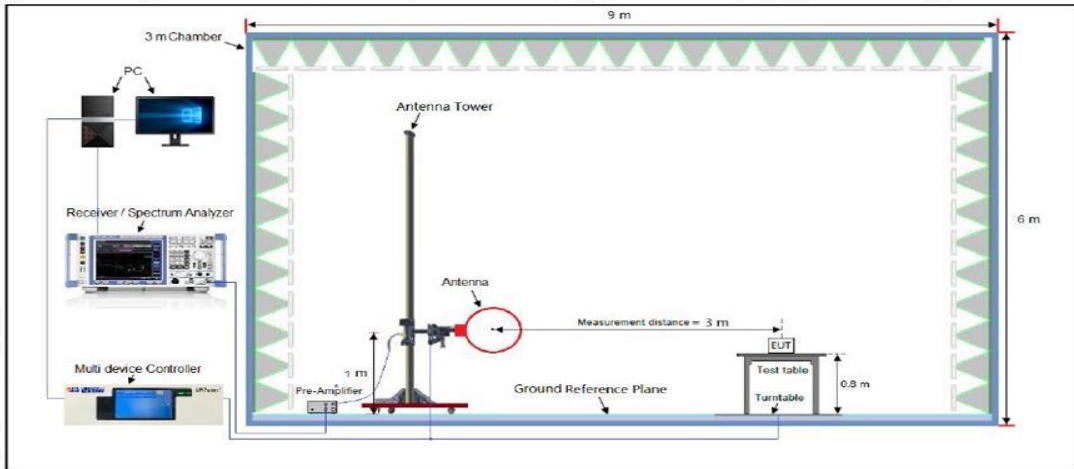 9 m
3 m Chamber
PC
Antenna Tower
Receiver / Spectrum Analyzer
6 m
Antenna
Measurement distance = 3 m
EUT
Multi device Controller
1 m
Pre-Amplifier
Ground Reference Plane
Test table
0.8 m
Turntable